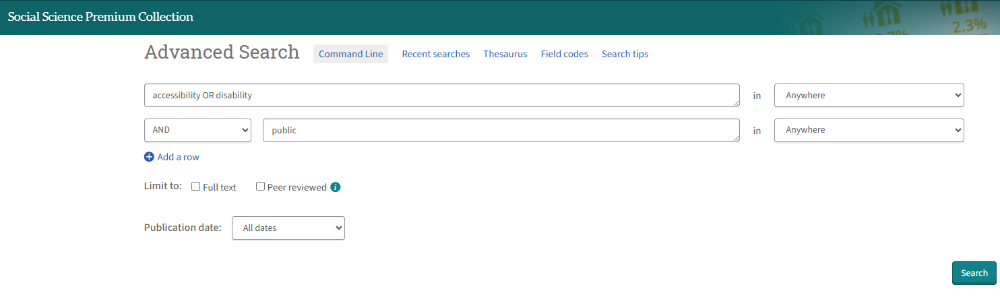 Social Science Premium Collection
2.3%
Advanced Search Command Line Recent searches Thesaurus Field codes Search tips
accessibility OR disability in Anywhere
AND public in Anywhere
Add a row
Limit to: Full text Peer reviewed i
Publication date: All dates
Search